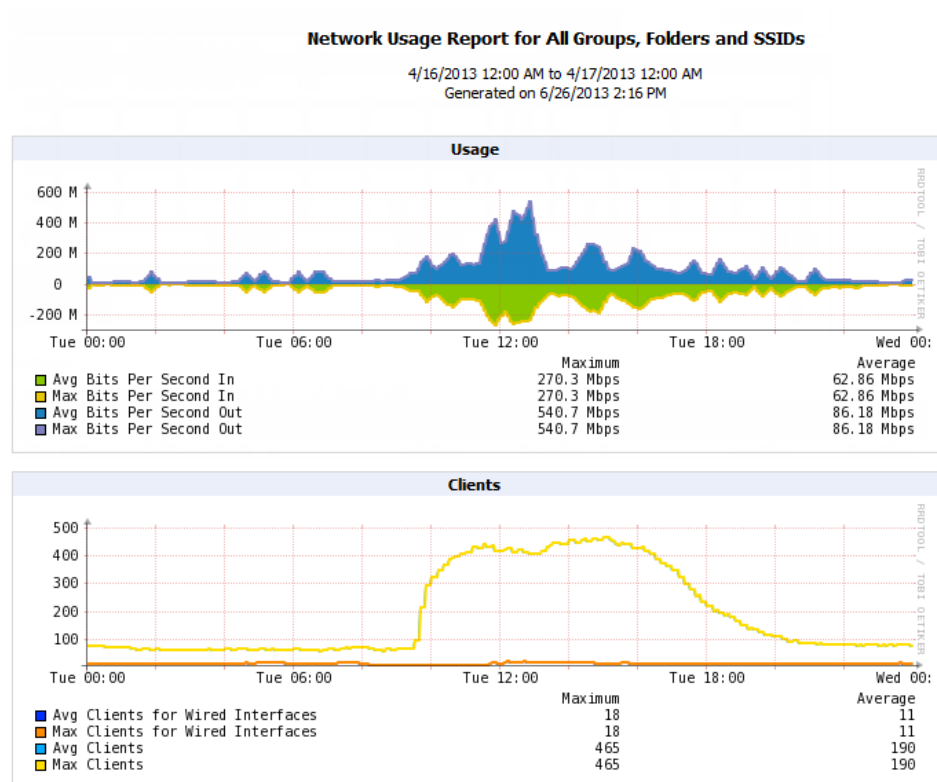 Network Usage Report for All Groups, Folders and SSIDs
4/16/2013 12:00 AM to 4/17/2013 12:00 AM
Generated on 6/26/2013 2:16 PM
Usage
600 M
400 M
200 M
0
-200 M
Tue 00:00 Tue 06:00 Tue 12:00 Tue 18:00 Wed 00:
RRDTOOL / TOBI OETIKER
Maximum Average
Avg Bits Per Second In 270.3 Mbps 62.86 Mbps
Max Bits Per Second In 270.3 Mbps 62.86 Mbps
Avg Bits Per Second Out 540.7 Mbps 86.18 Mbps
Max Bits Per Second Out 540.7 Mbps 86.18 Mbps
Clients
500
400
300
200
100
Tue 00:00 Tue 06:00 Tue 12:00 Tue 18:00 Wed 00:
RRDTOOL / TOBI OETIKER
Maximum Average
Avg Clients for Wired Interfaces 18 11
Max Clients for Wired Interfaces 18 11
Avg Clients 465 190
Max Clients 465 190